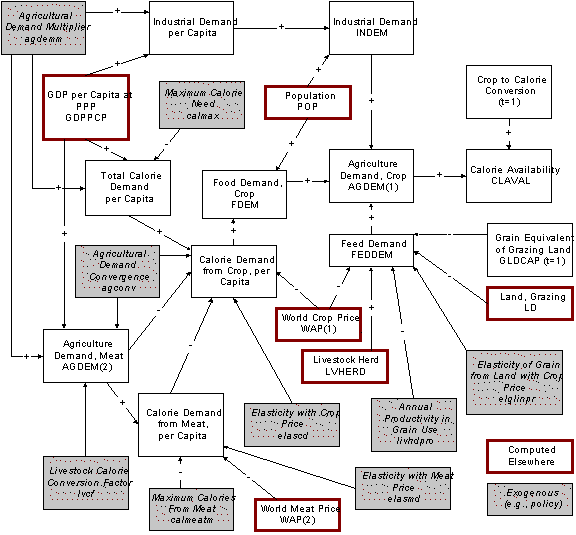 Agricultural
Demand Multiplier
agdemm
Industrial Demand
per Capita
Industrial Demand
INDEM
GDP per Capita at
PPP
GDPPCP
Maximum Calorie
Need
calmax
Population
POP
Crop to Calorie
Conversion
(t=1)
Total Calorie
Demand
per Capita
Food Demand,
Crop
FDEM
Agriculture
Demand, Crop
AGDEM(1)
Calorie Availability
CLAVAL
Agricultural
Demand
Convergence
agconv
Calorie Demand
from Crop, per
Capita
Feed Demand
FEDDEM
Grain Equivalent
of Grazing Land
GLDCAP (t=1)
World Crop Price
WAP(1)
Land, Grazing
LD
Agriculture
Demand, Meat
AGDEM(2)
Livestock Herd
LVHERD
Elasticity of Grain
from Land with Crop
Price
elglinpr
Calorie Demand
from Meat,
per Capita
Elasticity with Crop
Price
elascd
Annual
Productivity in
Grain Use
livhdpro
Computed
Elsewhere
Livestock Calorie
Conversion Factor
lvcf
Maximum Calories
From Meat
calmeatm
World Meat Price
WAP(2)
Elasticity with Meat
Price
elasmd
Exogenous
(e.g., policy)
+
+
+
+
+
-
+
+
+
+
+
+
+
+
+
+
+
+
-
-
-
-
-
+
-
-
-
+
+
-
-
-
+
-
-
-